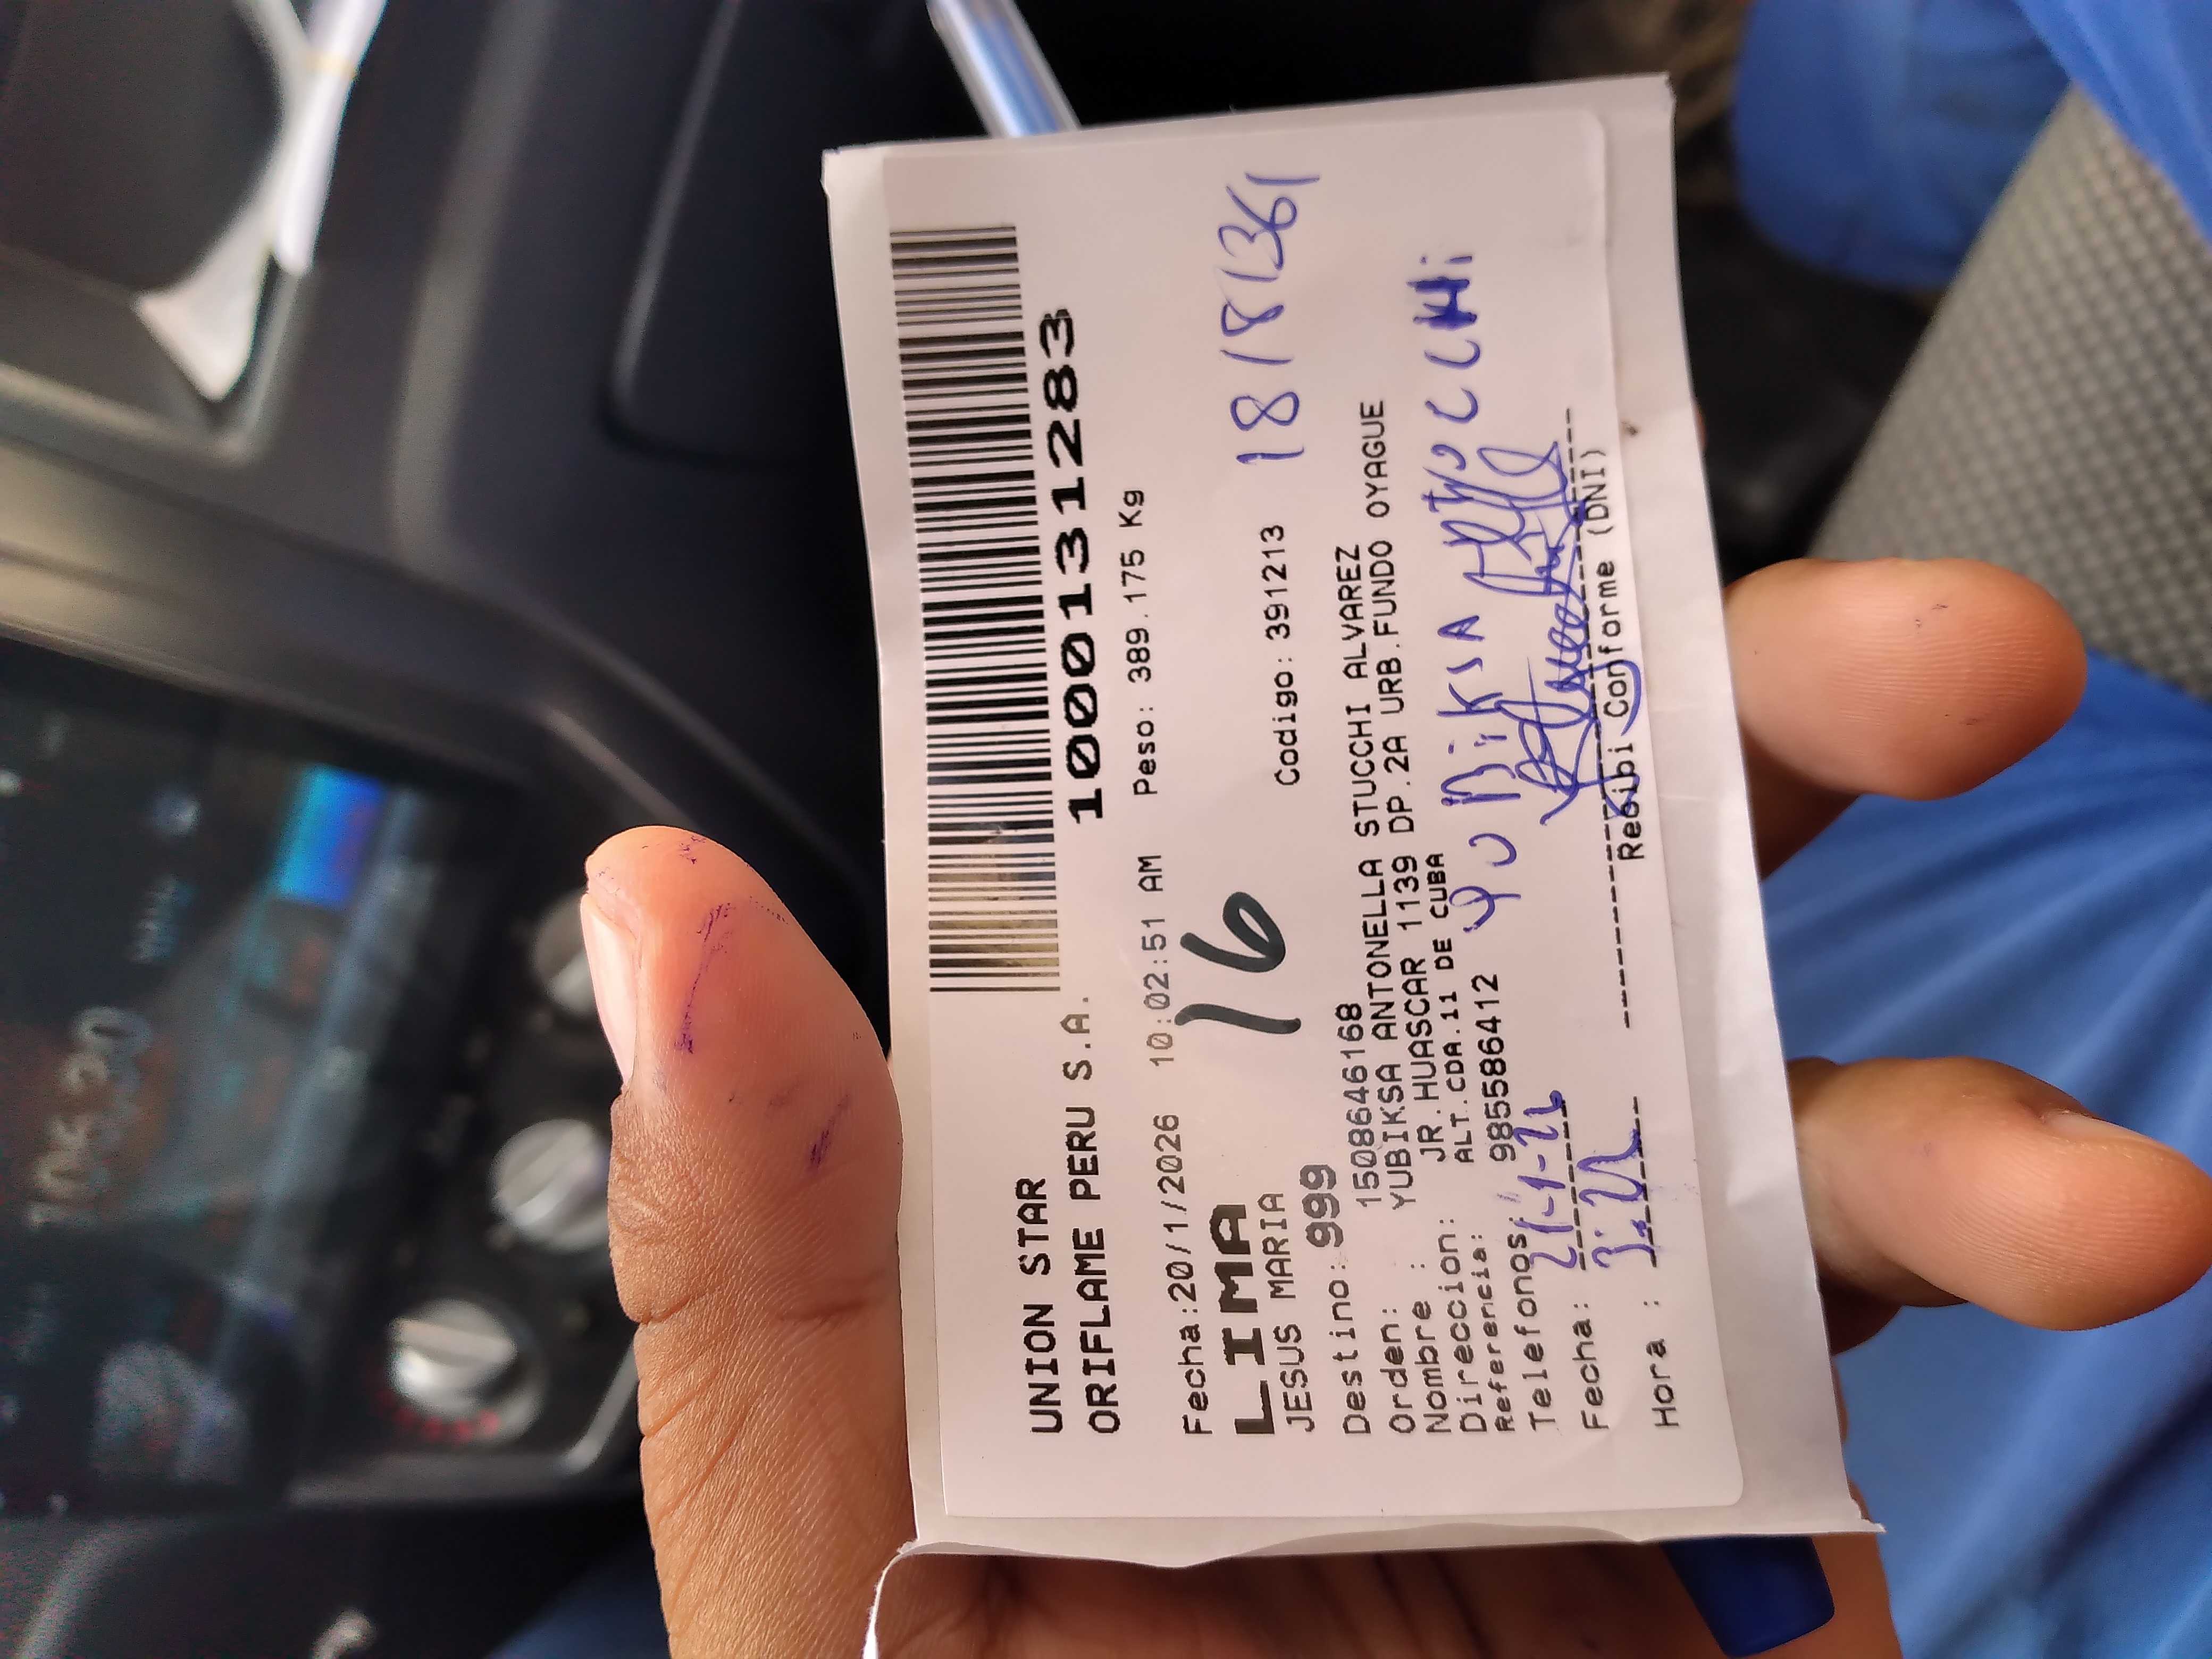 UNION STAR
ORIFLAME PERU S.A. 1000131283
Fecha:20/1/2026 10:02:51 AM Peso: 389.175 Kg
LIMA 16
JESUS MARIA
Destino: 999 Codigo: 391213 18181361
Orden: 1508646168
Nombre : YUBIKSA ANTONELLA STUCCHI ALVAREZ
Direccion: JR.HUASCAR 1139 DP.2A URB.FUNDO OYAGUE
Referencia: ALT.CDA.11 DE CUBA
Telefonos: 985586412 YUBiKSA
Fecha: 21-1-26
Hora :
Recibi Conforme (DNI)